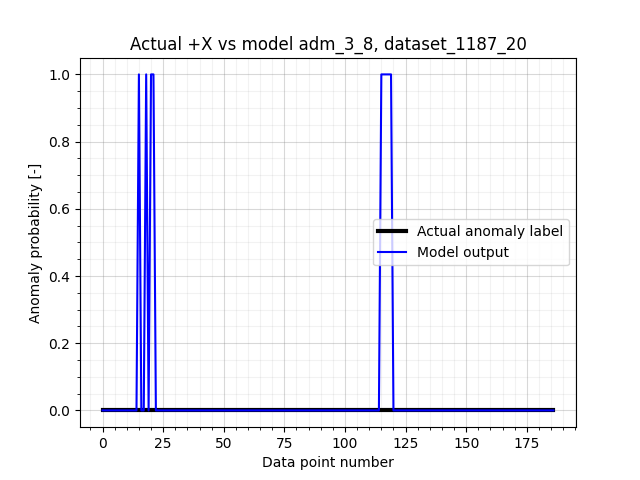 Actual +X vs model adm_3_8, dataset_1187_20
Anomaly probability [-]
1.0
0.8
0.6
0.4
0.2
0.0
Actual anomaly label
Model output
0 25 50 75 100 125 150 175
Data point number